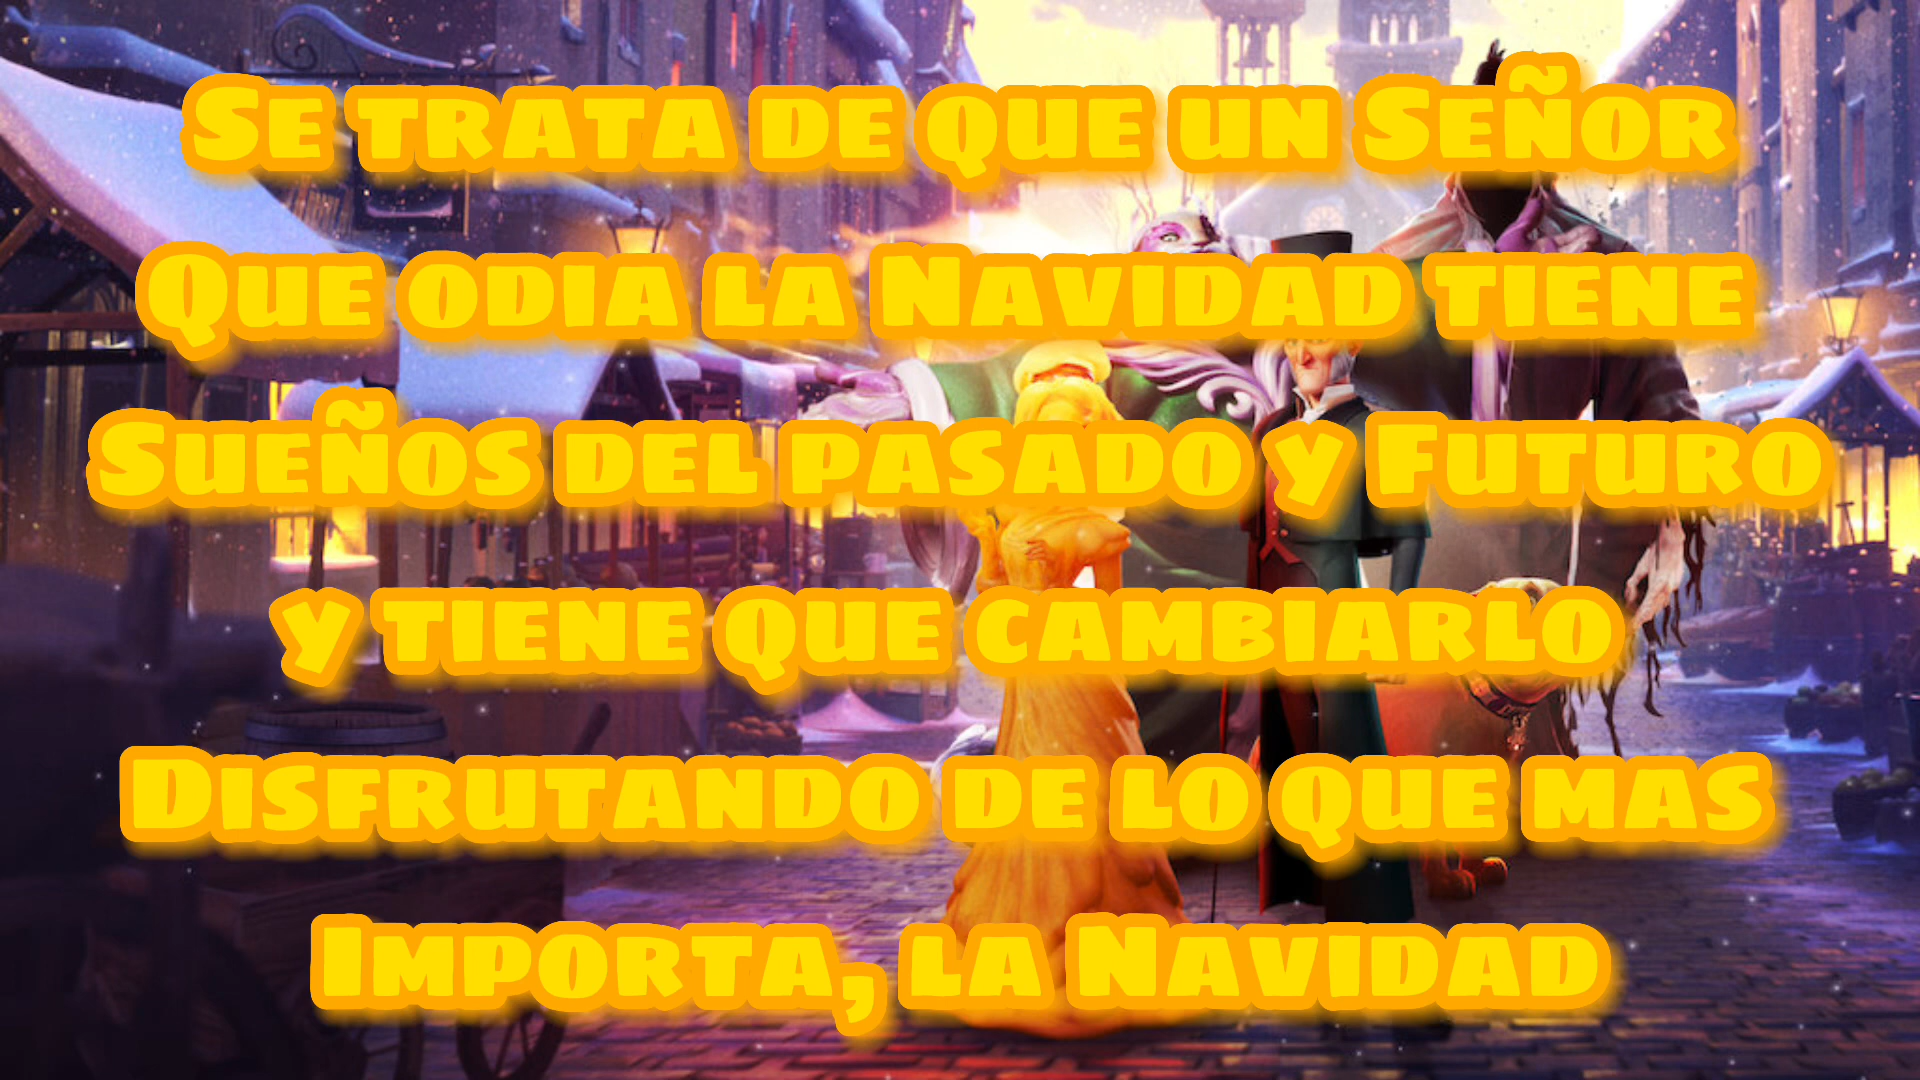 Se trata de que un Señor
Que odia la Navidad tiene
Sueños del pasado y Futuro
y tiene que cambiarlo
Disfrutando de lo que mas
Importa, la Navidad